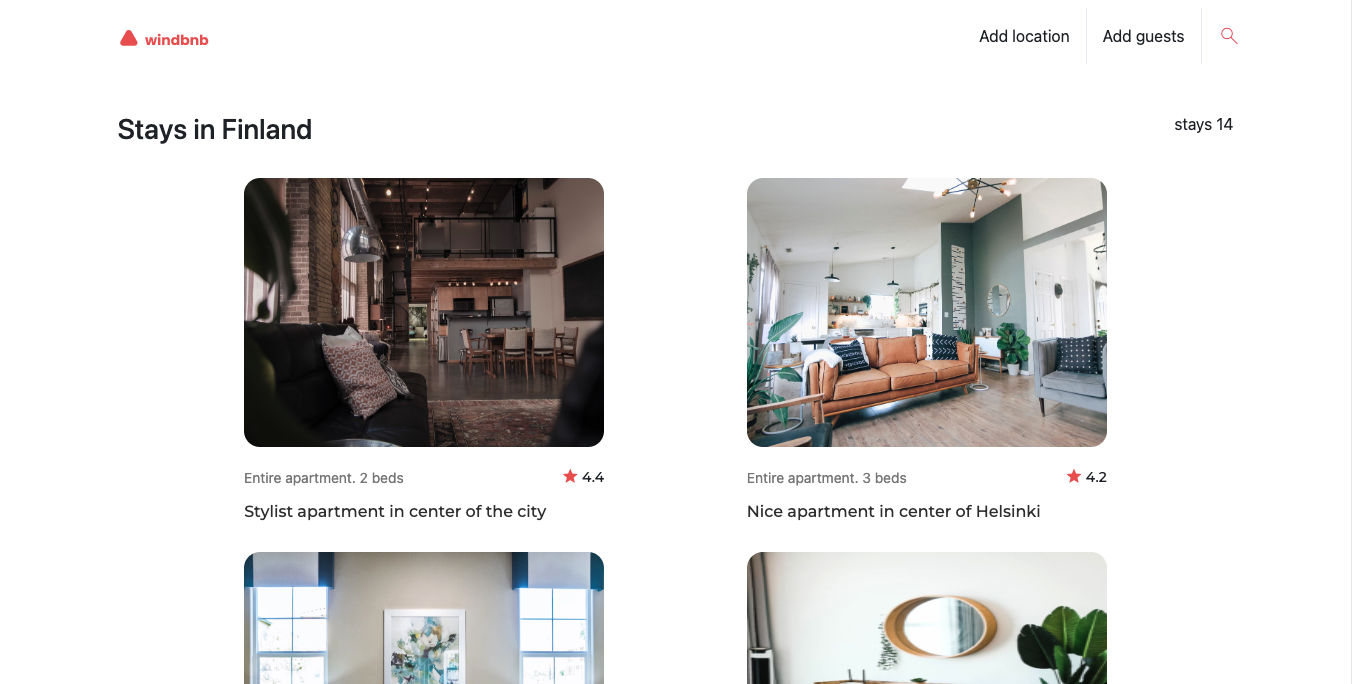 windbnb
Add location
Add guests
Stays in Finland
stays 14
Entire apartment. 2 beds
4.4
Stylist apartment in center of the city
Entire apartment. 3 beds
4.2
Nice apartment in center of Helsinki